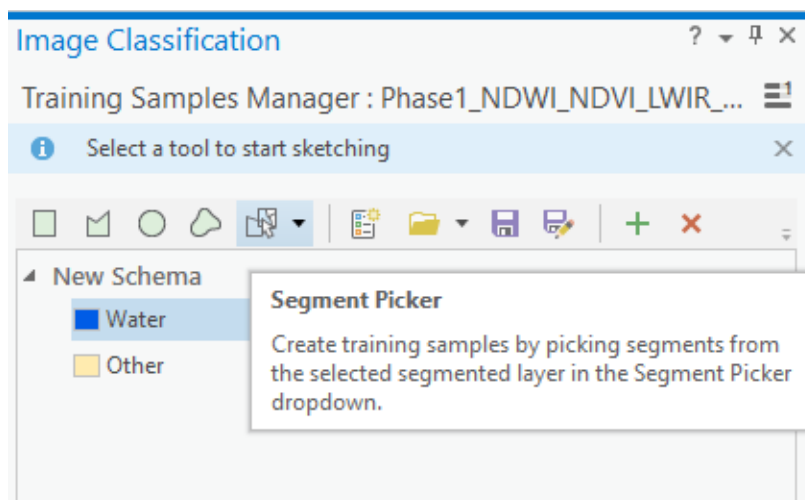 Image Classification
Training Samples Manager : Phase1_NDWI_NDVI_LWIR_...
Select a tool to start sketching
New Schema
Water
Other
Segment Picker
Create training samples by picking segments from
the selected segmented layer in the Segment Picker
dropdown.